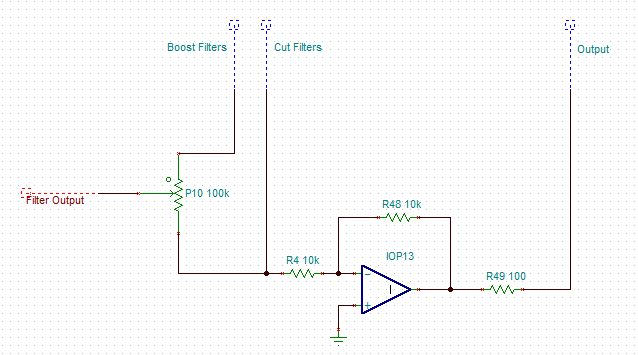 Boost Filters
Cut Filters
Output
P10 100k
Filter Output
R48 10k
R4 10k
IOP13
R49 100